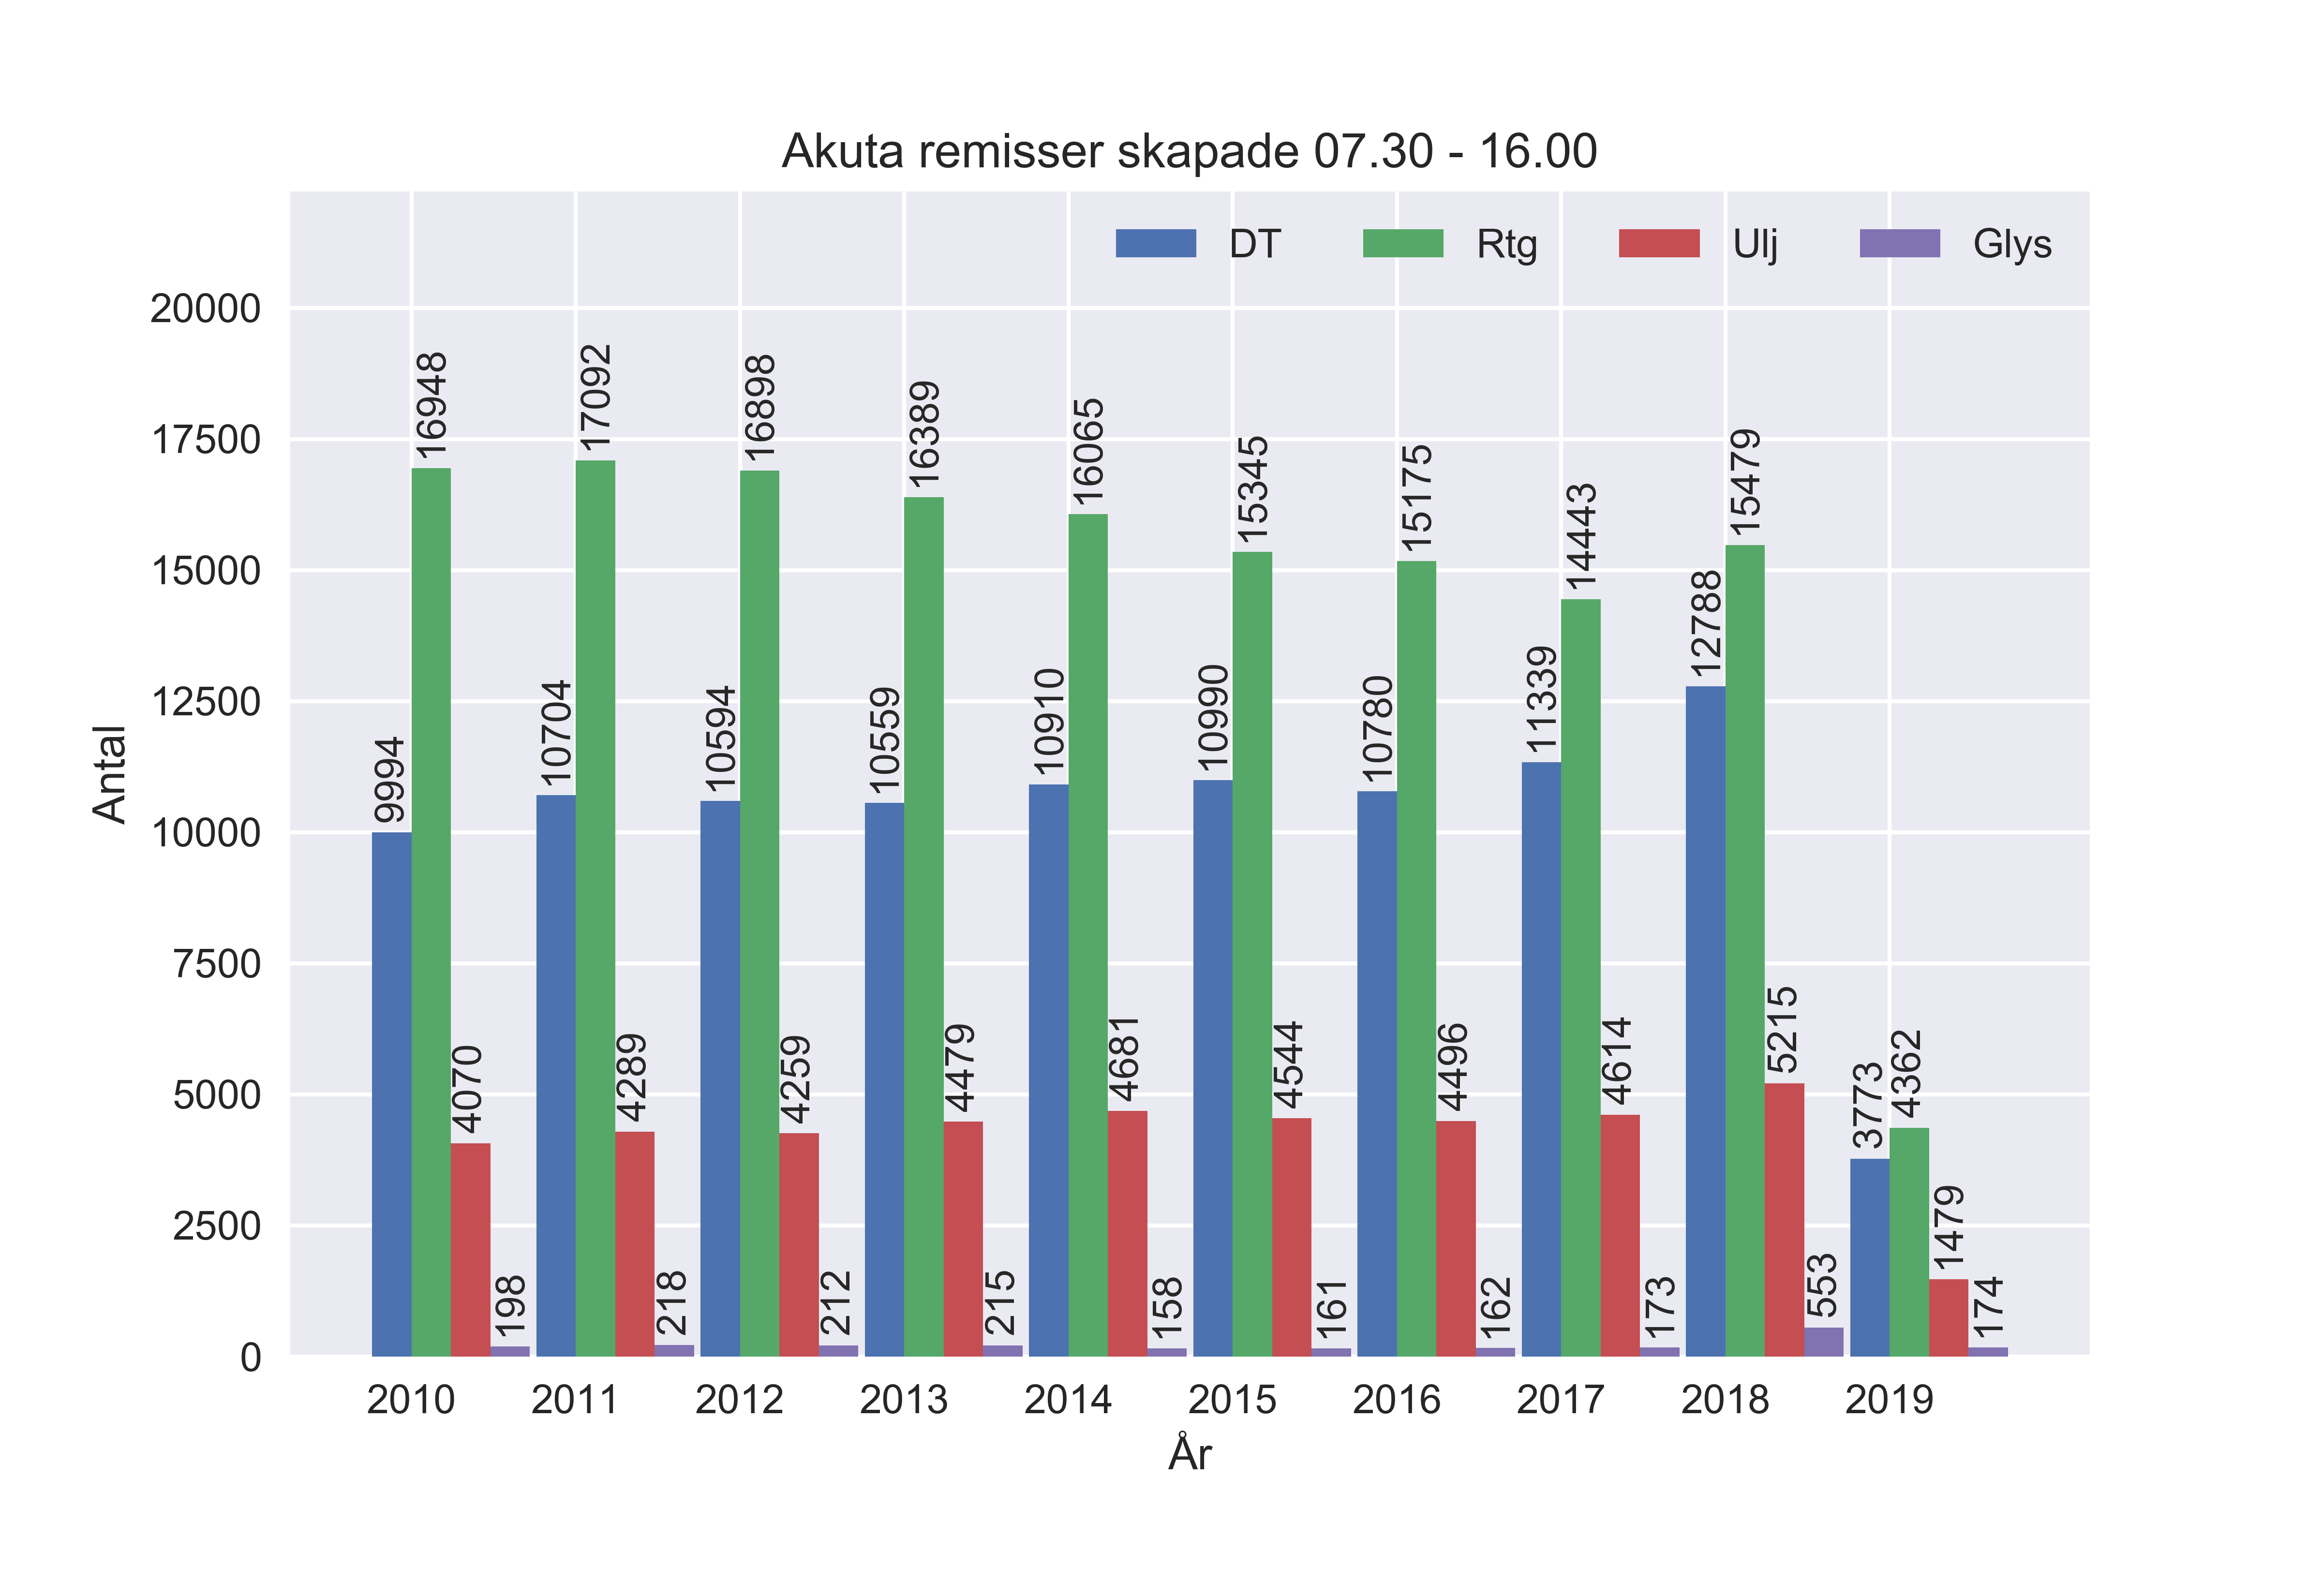 Akuta remisser skapade 07.30 - 16.00
DT Rtg Ulj Glys
Antal
20000
17500
15000
12500
10000
7500
5000
2500
0
9994 16948 4070 198
10704 17092 4289 218
10594 16898 4259 212
10559 16389 4479 215
10910 16065 4681 158
10990 15345 4544 161
10780 15175 4496 162
11339 14443 4614 173
12788 15479 5215 553
3773 4362 1479 174
2010 2011 2012 2013 2014 2015 2016 2017 2018 2019
År